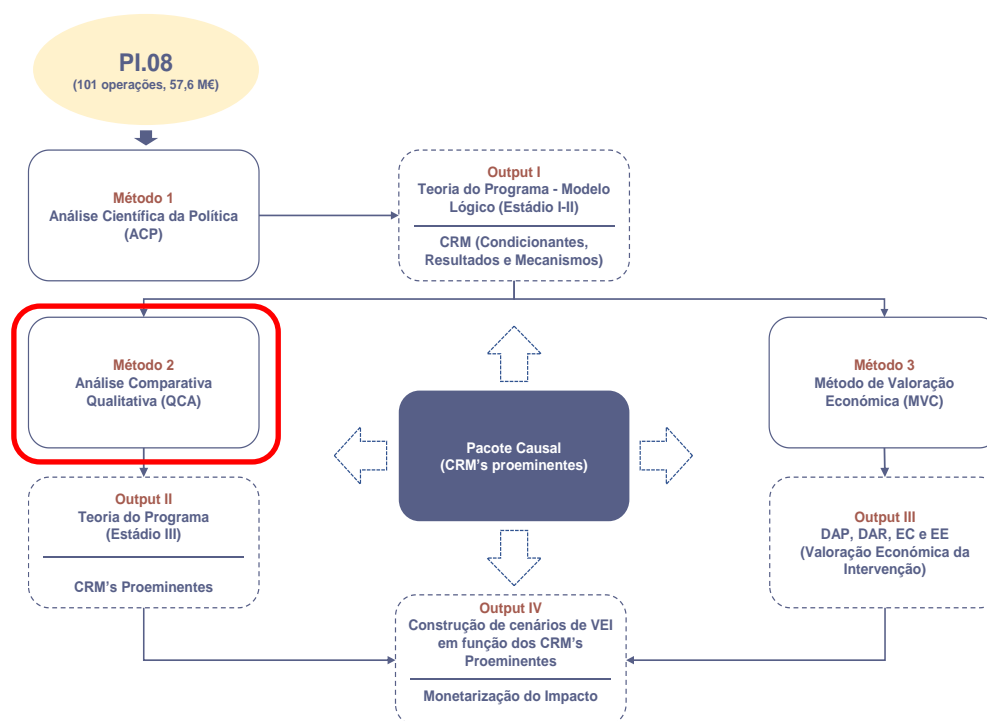 PI.08
(101 operações, 57,6 M€)
Método 1
Análise Científica da Política
(ACP)
Output I
Teoria do Programa - Modelo
Lógico (Estádio I-II)
CRM (Condicionantes,
Resultados e Mecanismos)
Método 2
Análise Comparativa
Qualitativa (QCA)
Pacote Causal
(CRM's proeminentes)
Método 3
Método de Valoração
Económica (MVC)
Output II
Teoria do Programa
(Estádio III)
CRM's Proeminentes
Output III
DAP, DAR, EC e EE
(Valoração Económica da
Intervenção)
Output IV
Construção de cenários de VEI
em função dos CRM's
Proeminentes
Monetarização do Impacto